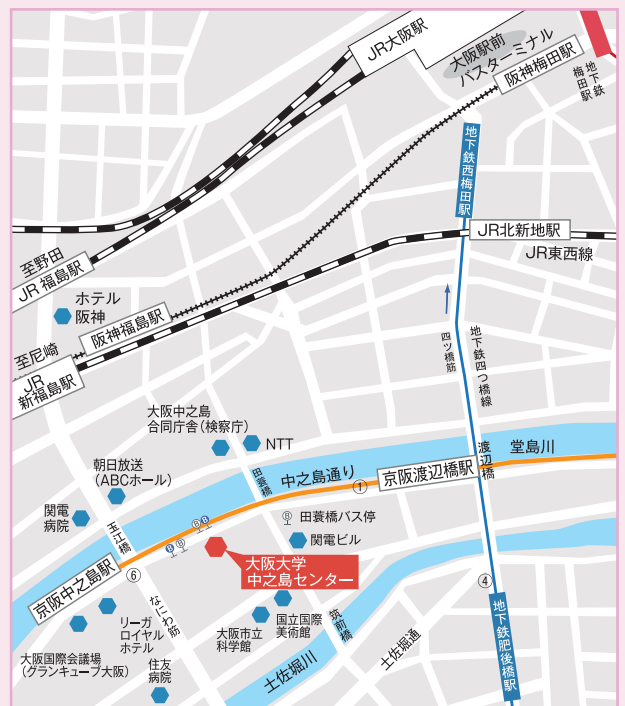 JR大阪駅
大阪駅前
バスターミナル
阪神梅田駅
地下鉄
梅田駅
地下鉄西梅田駅
JR北新地駅
JR東西線
至野田
JR 福島駅
ホテル
阪神
阪神福島駅
至尼崎
JR
新福島駅
四ツ橋筋
地下鉄四つ橋線
大阪中之島
合同庁舎（検察庁）
NTT
朝日放送
（ABCホール）
関電
病院
玉江橋
田蓑橋
中之島通り
①
京阪渡辺橋駅
渡辺橋
堂島川
⑥
Ⓑ
Ⓑ
Ⓑ
Ⓑ
Ⓑ
田蓑橋バス停
関電ビル
大阪大学
中之島センター
京阪中之島駅
⑥
なにわ筋
リーガ
ロイヤル
ホテル
大阪国際会議場
（グランキューブ大阪）
住友
病院
大阪市立
科学館
国立国際
美術館
筑前橋
土佐堀川
土佐堀通
④
地下鉄肥後橋駅